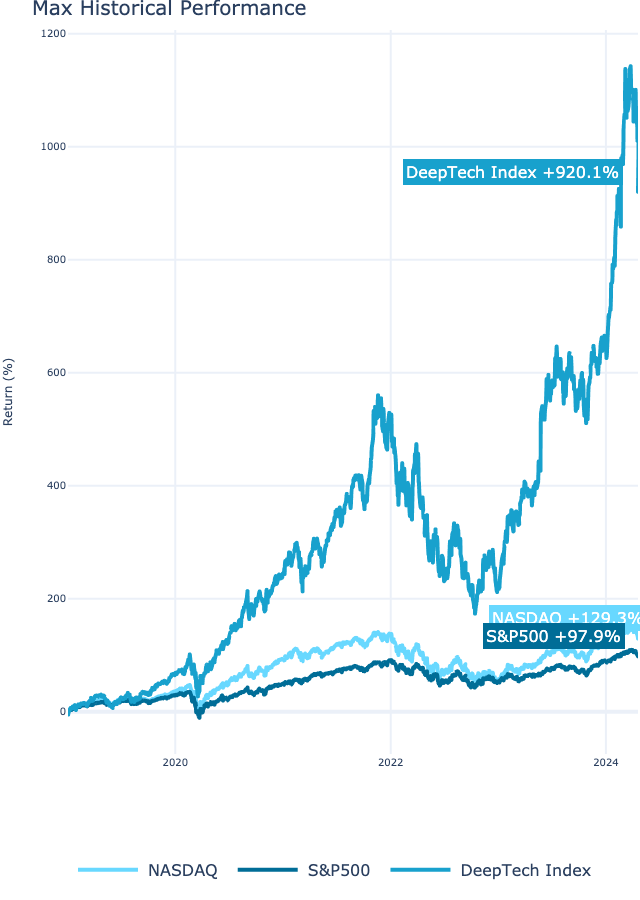 Max Historical Performance
1200
1000
DeepTech Index +920.1%
800
600
Return (%)
400
200
NASDAQ +129.3%
S&P500 +97.9%
0
2020
2022
2024
NASDAQ
S&P500
DeepTech Index